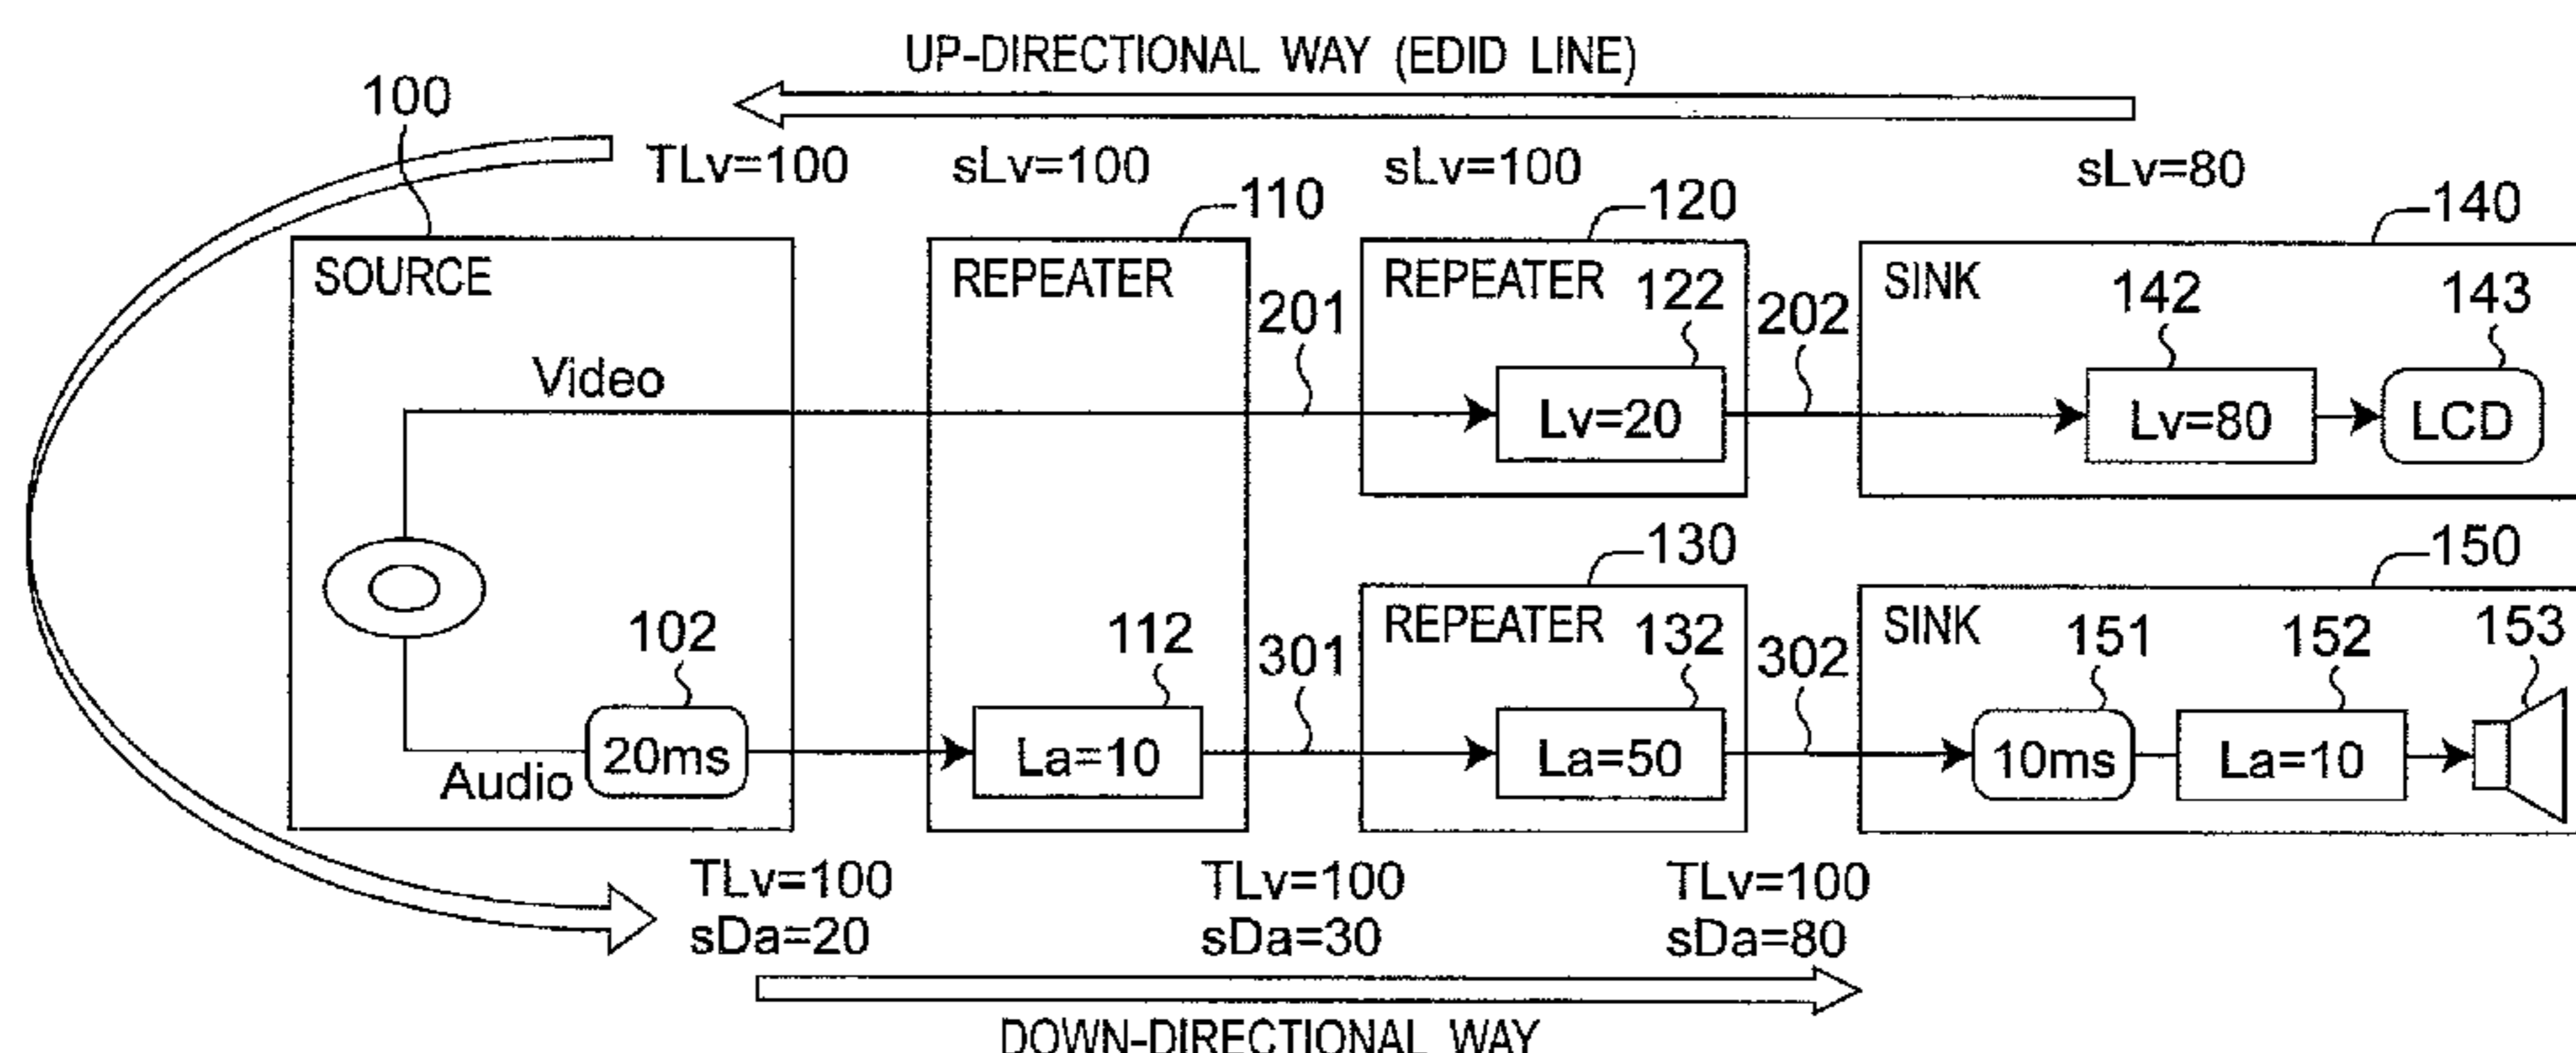 UP-DIRECTIONAL WAY (EDID LINE)
100
TLv=100 sLv=100 sLv=100 sLv=80
110 120 140
SOURCE REPEATER REPEATER SINK
201 122 202 142 143
Video
Lv=20 Lv=80 LCD
130 150
REPEATER SINK
102 112 301 132 302 151 152 153
Audio 20ms La=10 La=50 10ms La=10
TLv=100 TLv=100 TLv=100
sDa=20 sDa=30 sDa=80
DOWN-DIRECTIONAL WAY